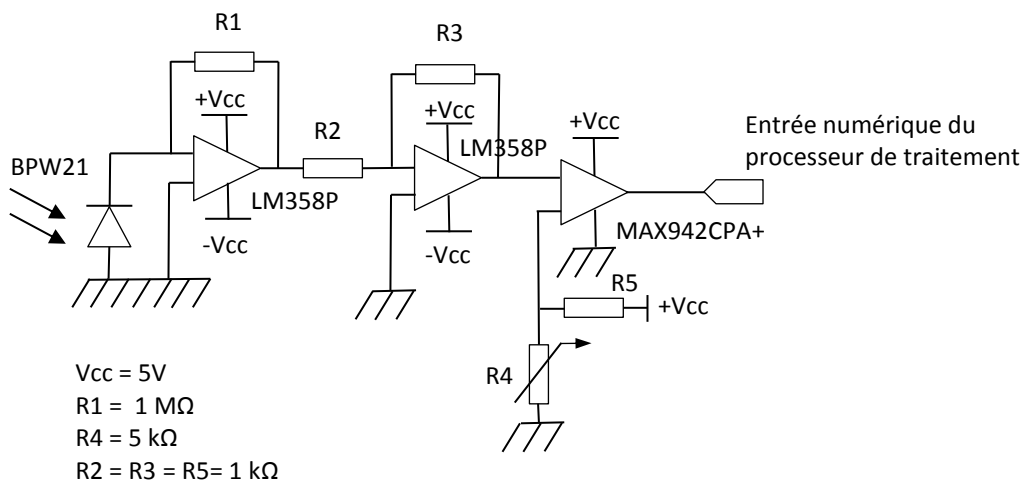 R1
R3
+Vcc
+Vcc
+Vcc
R2
Entrée numérique du
processeur de traitement
BPW21
LM358P
LM358P
MAX942CPA+
-Vcc
-Vcc
R5
+Vcc
R4
Vcc = 5V
R1 = 1 MΩ
R4 = 5 kΩ
R2 = R3 = R5= 1 kΩ